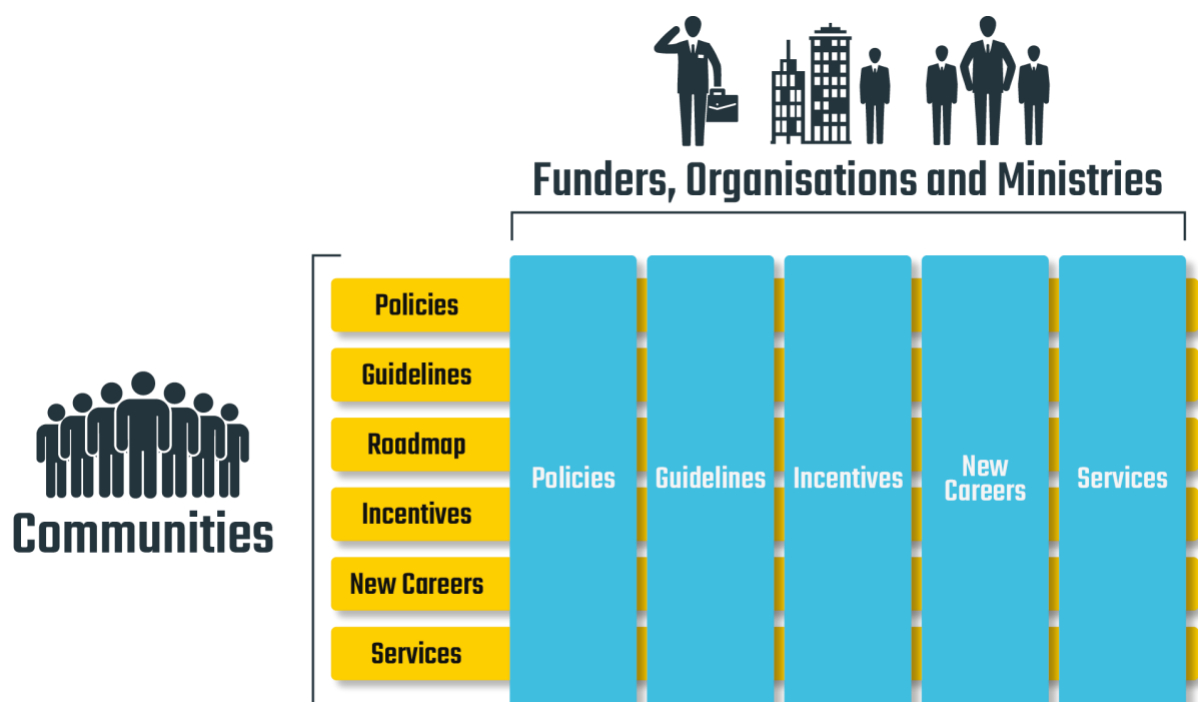 Funders, Organisations and Ministries
Communities
Policies
Guidelines
Roadmap
Incentives
New Careers
Services
Policies
Guidelines
Incentives
New
Careers
Services